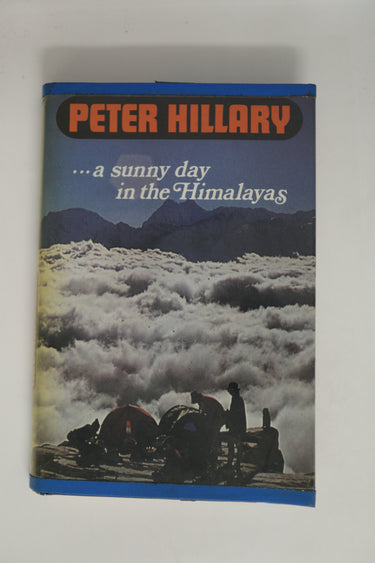 PETER HILLARY
...a sunny day
in the Himalayas